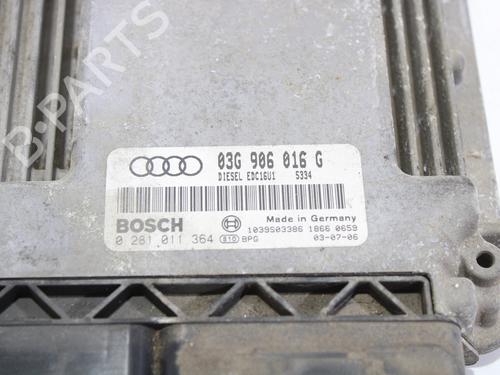 B-PARTS
03G 906 016 G
DIESEL EDC16U1 5334
BOSCH
Made in Germany
0 281 011 364 810 BPG
1039S03386 1866 0659
03-07-06